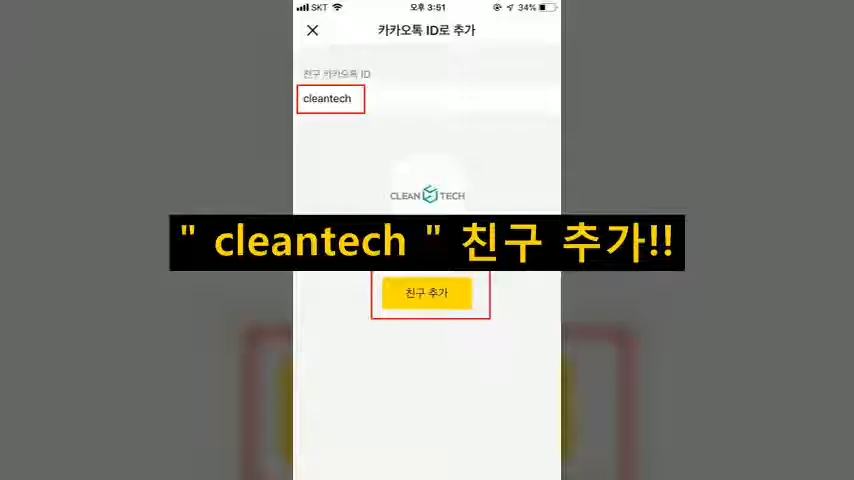 SKT 오후 3:51 34%
카카오톡 ID로 추가
친구 카카오톡 ID
cleantech
CLEAN TECH
" cleantech " 친구 추가!!
친구 추가